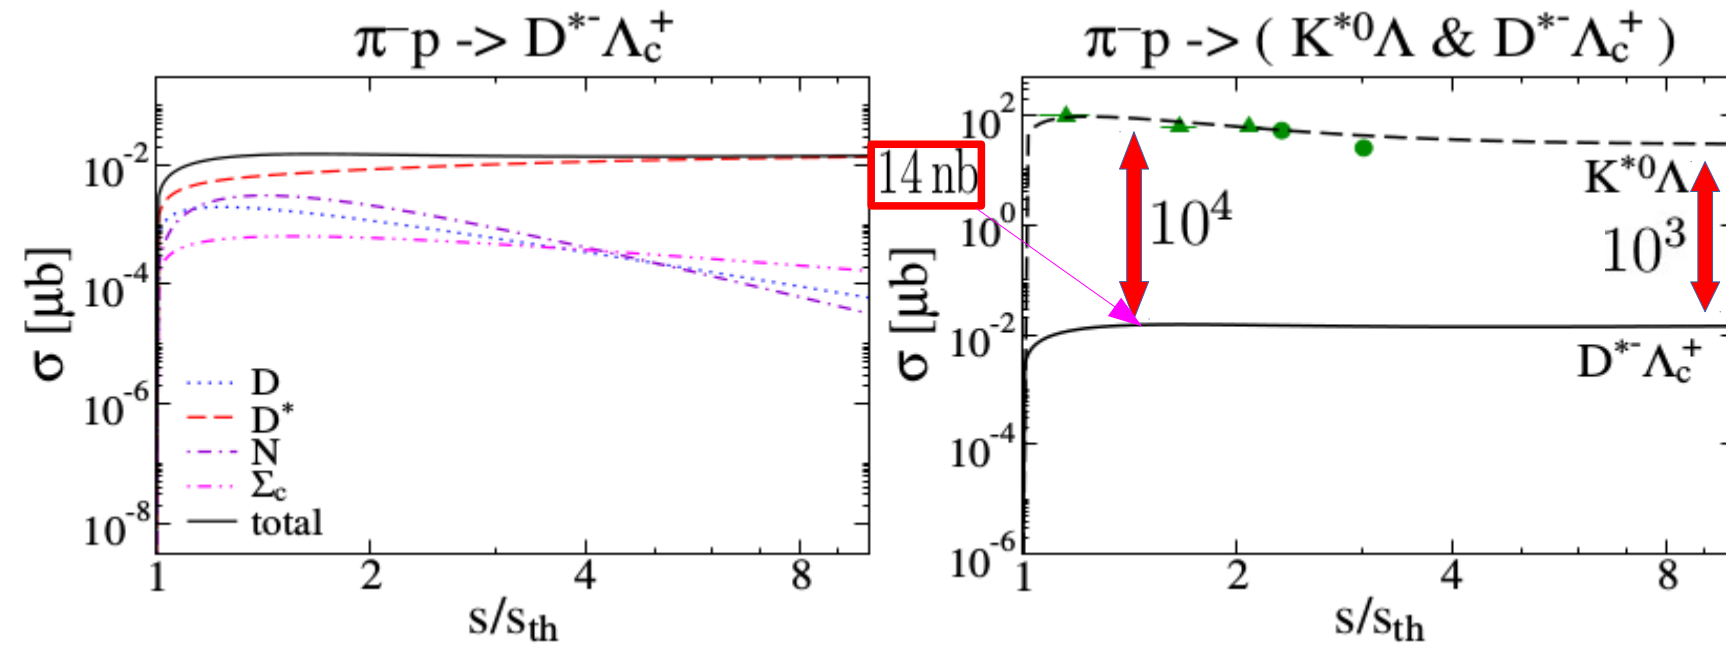 π⁻p -> D*⁻Λc⁺
10⁻²
10⁻⁴
10⁻⁶
10⁻⁸
σ [μb]
D
D*
N
Σc
total
1 2 4 8
s/sth
14 nb
π⁻p -> ( K*⁰Λ & D*⁻Λc⁺ )
10²
10⁰
10⁻²
10⁻⁴
10⁻⁶
σ [μb]
K*⁰Λ
10⁴
10³
D*⁻Λc⁺
1 2 4 8
s/sth